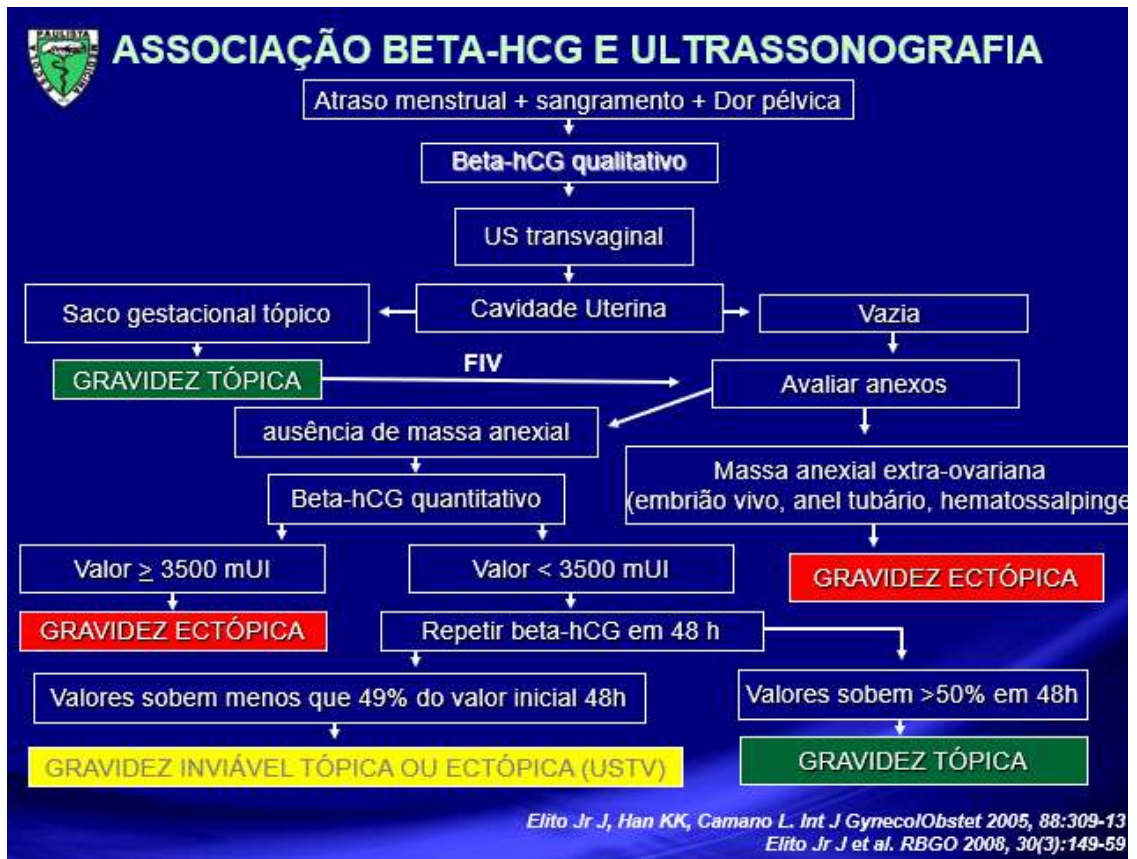 ASSOCIAÇÃO BETA-HCG E ULTRASSONOGRAFIA
Atraso menstrual + sangramento + Dor pélvica
Beta-hCG qualitativo
US transvaginal
Saco gestacional tópico
Cavidade Uterina
Vazia
GRAVIDEZ TÓPICA
FIV
Avaliar anexos
ausência de massa anexial
Massa anexial extra-ovariana
(embrião vivo, anel tubário, hematossalpinge
Beta-hCG quantitativo
Valor ≥ 3500 mUI
Valor < 3500 mUI
GRAVIDEZ ECTÓPICA
GRAVIDEZ ECTÓPICA
Repetir beta-hCG em 48 h
Valores sobem menos que 49% do valor inicial 48h
Valores sobem >50% em 48h
GRAVIDEZ INVIÁVEL TÓPICA OU ECTÓPICA (USTV)
GRAVIDEZ TÓPICA
Elito Jr J, Han KK, Camano L. Int J GynecolObstet 2005, 88:309-13
Elito Jr J et al. RBGO 2008, 30(3):149-59
PAULISTA